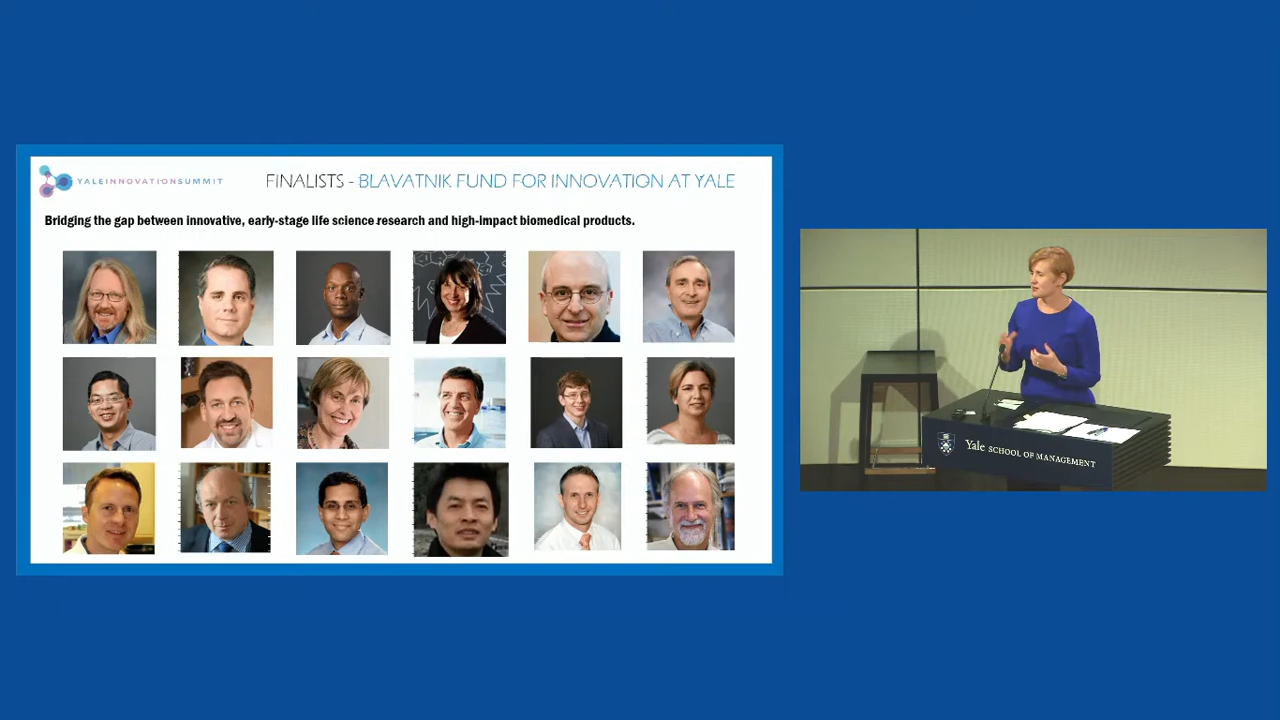 YALEINNOVATIONSUMMIT
FINALISTS - BLAVATNIK FUND FOR INNOVATION AT YALE
Bridging the gap between innovative, early-stage life science research and high-impact biomedical products.
Yale SCHOOL OF MANAGEMENT